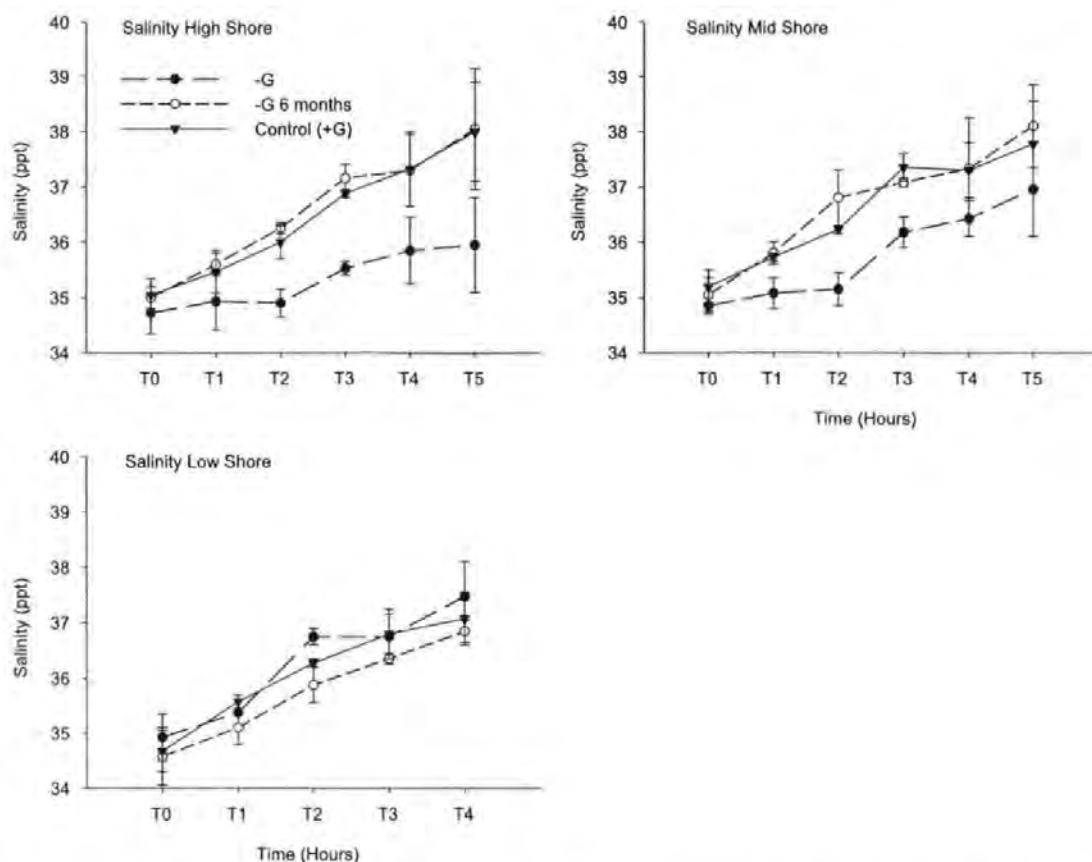 Salinity High Shore
-G
-G 6 months
Control (+G)
Salinity (ppt)
40
39
38
37
36
35
34
T0 T1 T2 T3 T4 T5
Salinity Mid Shore
Salinity (ppt)
40
39
38
37
36
35
34
T0 T1 T2 T3 T4 T5
Time (Hours)
Salinity Low Shore
Salinity (ppt)
40
39
38
37
36
35
34
T0 T1 T2 T3 T4
Time (Hours)